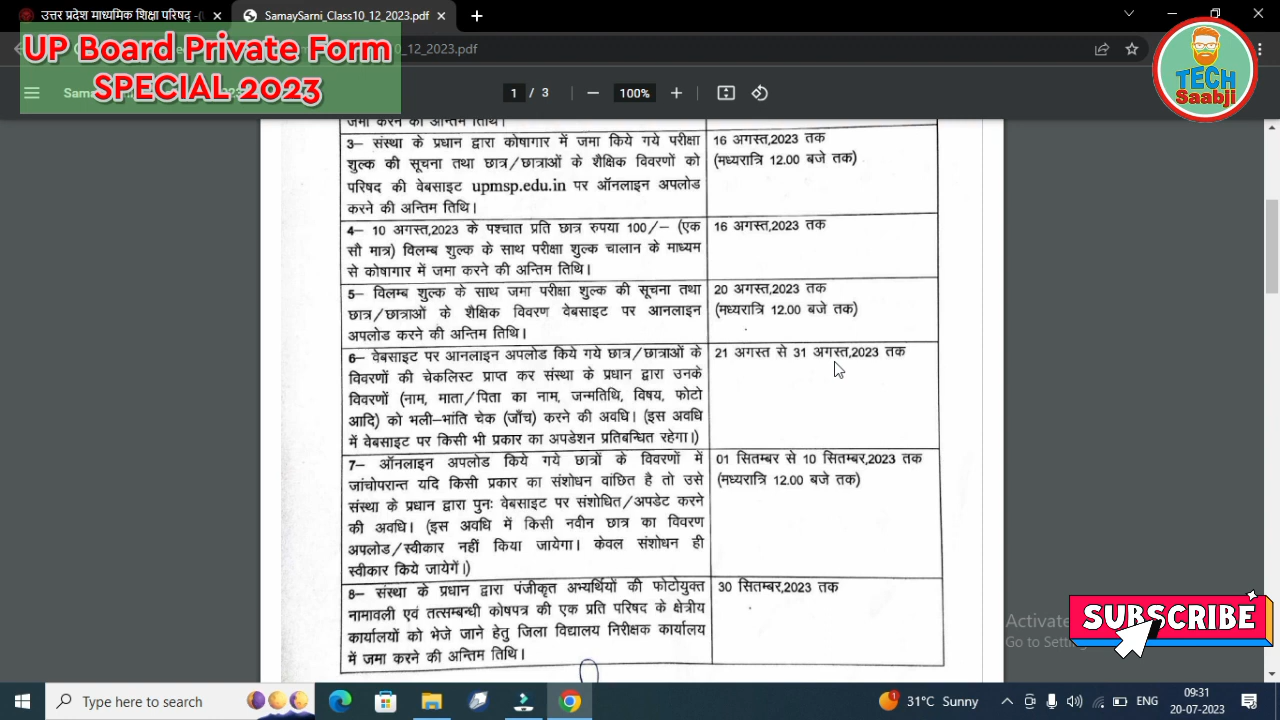 उत्तर प्रदेश माध्यमिक शिक्षा परिषद -(
SamaySarni_Class10_12_2023.pdf
UP Board Private Form
SPECIAL 2023
10_12_2023.pdf
Sama
1 / 3
100%
TECH
Saabji
जमा करने की अन्तिम तिथि।
3– संस्था के प्रधान द्वारा कोषागार में जमा किये गये परीक्षा
शुल्क की सूचना तथा छात्र/छात्राओं के शैक्षिक विवरणों को
परिषद की वेबसाइट upmsp.edu.in पर ऑनलाइन अपलोड
करने की अन्तिम तिथि।
16 अगस्त,2023 तक
(मध्यरात्रि 12.00 बजे तक)
4– 10 अगस्त,2023 के पश्चात प्रति छात्र रुपया 100/– (एक
सौ मात्र) विलम्ब शुल्क के साथ परीक्षा शुल्क चालान के माध्यम
से कोषागार में जमा करने की अन्तिम तिथि।
16 अगस्त,2023 तक
5– विलम्ब शुल्क के साथ जमा परीक्षा शुल्क की सूचना तथा
छात्र/छात्राओं के शैक्षिक विवरण वेबसाइट पर आनलाइन
अपलोड करने की अन्तिम तिथि।
20 अगस्त,2023 तक
(मध्यरात्रि 12.00 बजे तक)
6– वेबसाइट पर आनलाइन अपलोड किये गये छात्र/छात्राओं के
विवरणों की चेकलिस्ट प्राप्त कर संस्था के प्रधान द्वारा उनके
विवरणों (नाम, माता/पिता का नाम, जन्मतिथि, विषय, फोटो
आदि) को भली–भांति चेक (जाँच) करने की अवधि। (इस अवधि
में वेबसाइट पर किसी भी प्रकार का अपडेशन प्रतिबन्धित रहेगा।)
21 अगस्त से 31 अगस्त,2023 तक
7– ऑनलाइन अपलोड किये गये छात्रों के विवरणों में
जांचोपरान्त यदि किसी प्रकार का संशोधन वांछित है तो उसे
संस्था के प्रधान द्वारा पुनः वेबसाइट पर संशोधित/अपडेट करने
की अवधि। (इस अवधि में किसी नवीन छात्र का विवरण
अपलोड/स्वीकार नहीं किया जायेगा। केवल संशोधन ही
स्वीकार किये जायेगें।)
01 सितम्बर से 10 सितम्बर,2023 तक
(मध्यरात्रि 12.00 बजे तक)
8– संस्था के प्रधान द्वारा पंजीकृत अभ्यर्थियों की फोटोयुक्त
नामावली एवं तत्सम्बन्धी कोषपत्र की एक प्रति परिषद के क्षेत्रीय
कार्यालयों को भेजे जाने हेतु जिला विद्यालय निरीक्षक कार्यालय
में जमा करने की अन्तिम तिथि।
30 सितम्बर,2023 तक
Activate
Go to Setti
SUBSCRIBE
Type here to search
1
31°C Sunny
ENG
09:31
20-07-2023